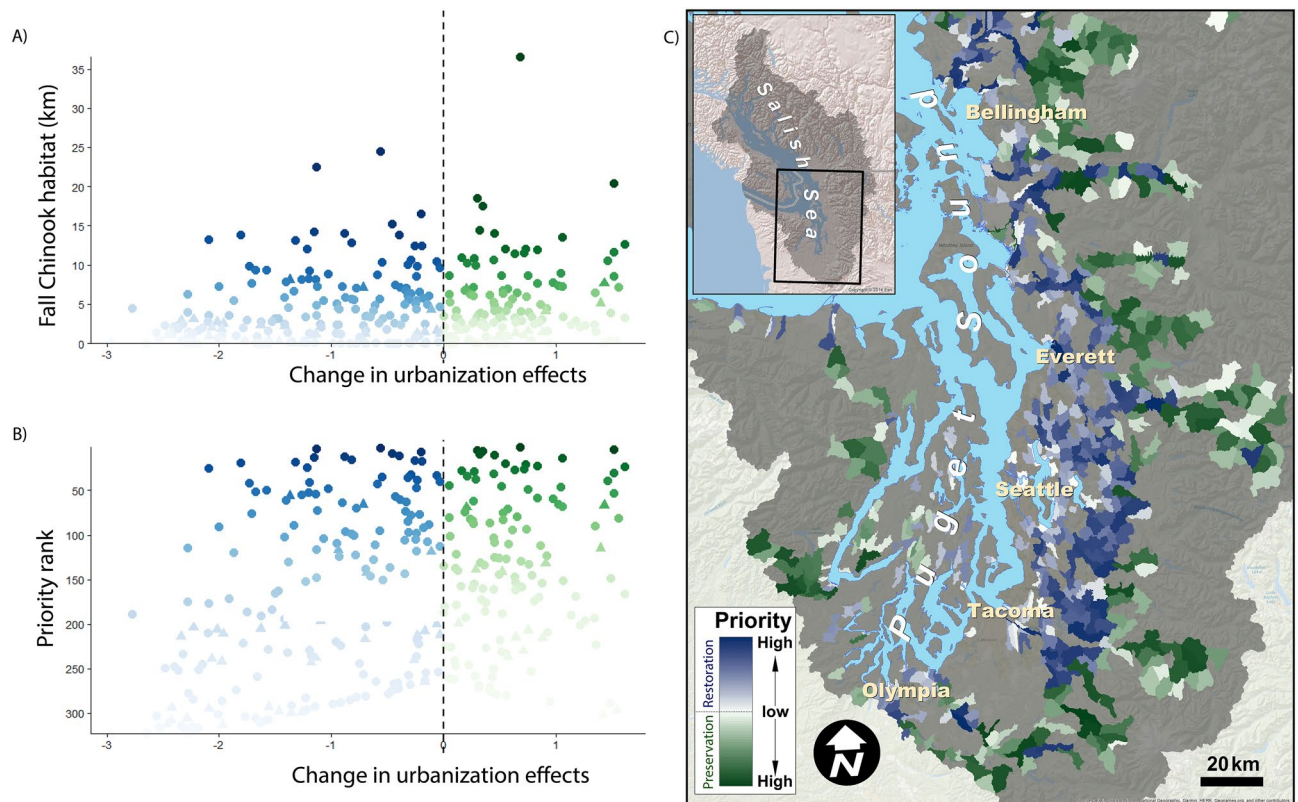 A)
Fall Chinook habitat (km)
35
30
25
20
15
10
5
0
-3
-2
-1
0
1
Change in urbanization effects
B)
Priority rank
50
100
150
200
250
300
-3
-2
-1
0
1
Change in urbanization effects
C)
Salish Sea
Puget Sound
Bellingham
Everett
Seattle
Tacoma
Olympia
Priority
Restoration
Preservation
High
low
High
N
20 km